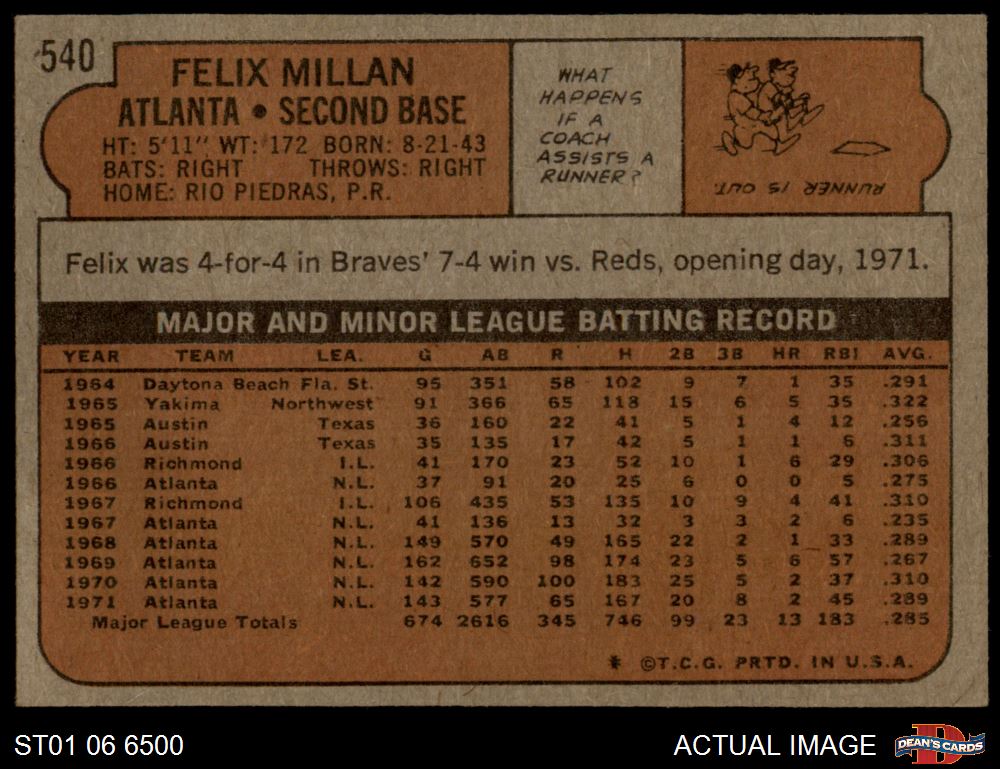 540
FELIX MILLAN
ATLANTA • SECOND BASE
HT: 5'11" WT: 172 BORN: 8-21-43
BATS: RIGHT THROWS: RIGHT
HOME: RIO PIEDRAS, P.R.
WHAT
HAPPENS
IF A
COACH
ASSISTS A
RUNNER?
RUNNER IS OUT.
Felix was 4-for-4 in Braves' 7-4 win vs. Reds, opening day, 1971.
MAJOR AND MINOR LEAGUE BATTING RECORD
YEAR TEAM LEA. G AB R H 2B 3B HR RBI AVG.
1964 Daytona Beach Fla. St. 95 351 58 102 9 7 1 35 .291
1965 Yakima Northwest 91 366 65 118 15 6 5 35 .322
1965 Austin Texas 36 160 22 41 5 1 4 12 .256
1966 Austin Texas 35 135 17 42 5 1 1 6 .311
1966 Richmond I.L. 41 170 23 52 10 1 6 29 .306
1966 Atlanta N.L. 37 91 20 25 6 0 0 5 .275
1967 Richmond I.L. 106 435 53 135 10 9 4 41 .310
1967 Atlanta N.L. 41 136 13 32 3 3 2 6 .235
1968 Atlanta N.L. 149 570 49 165 22 2 1 33 .289
1969 Atlanta N.L. 162 652 98 174 23 5 6 57 .267
1970 Atlanta N.L. 142 590 100 183 25 5 2 37 .310
1971 Atlanta N.L. 143 577 65 167 20 8 2 45 .289
Major League Totals 674 2616 345 746 99 23 13 183 .285
* ©T.C.G. PRTD. IN U.S.A.
ST01 06 6500
ACTUAL IMAGE
D
DEAN'S CARDS